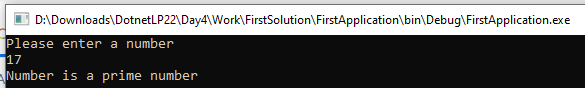 D:\Downloads\DotnetLP22\Day4\Work\FirstSolution\FirstApplication\bin\Debug\FirstApplication.exe
Please enter a number
17
Number is a prime number